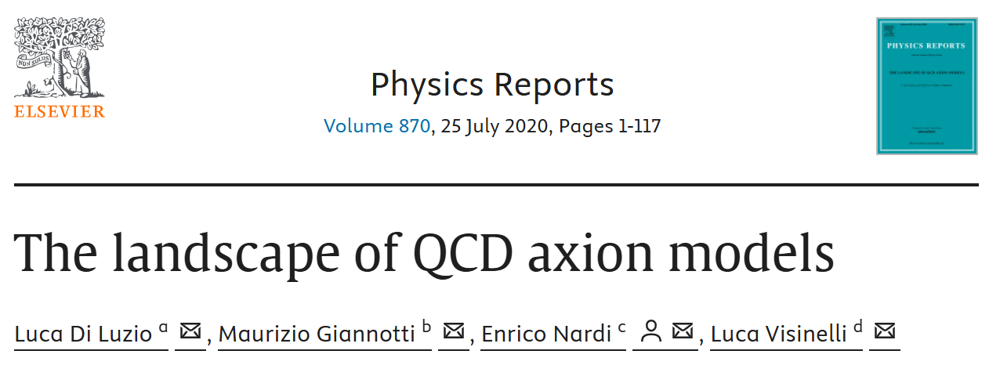 NON SOLUS
ELSEVIER
Physics Reports
Volume 870, 25 July 2020, Pages 1-117
PHYSICS REPORTS
THE LANDSCAPE OF QCD AXION MODELS
The landscape of QCD axion models
Luca Di Luzio a, Maurizio Giannotti b, Enrico Nardi c, Luca Visinelli d